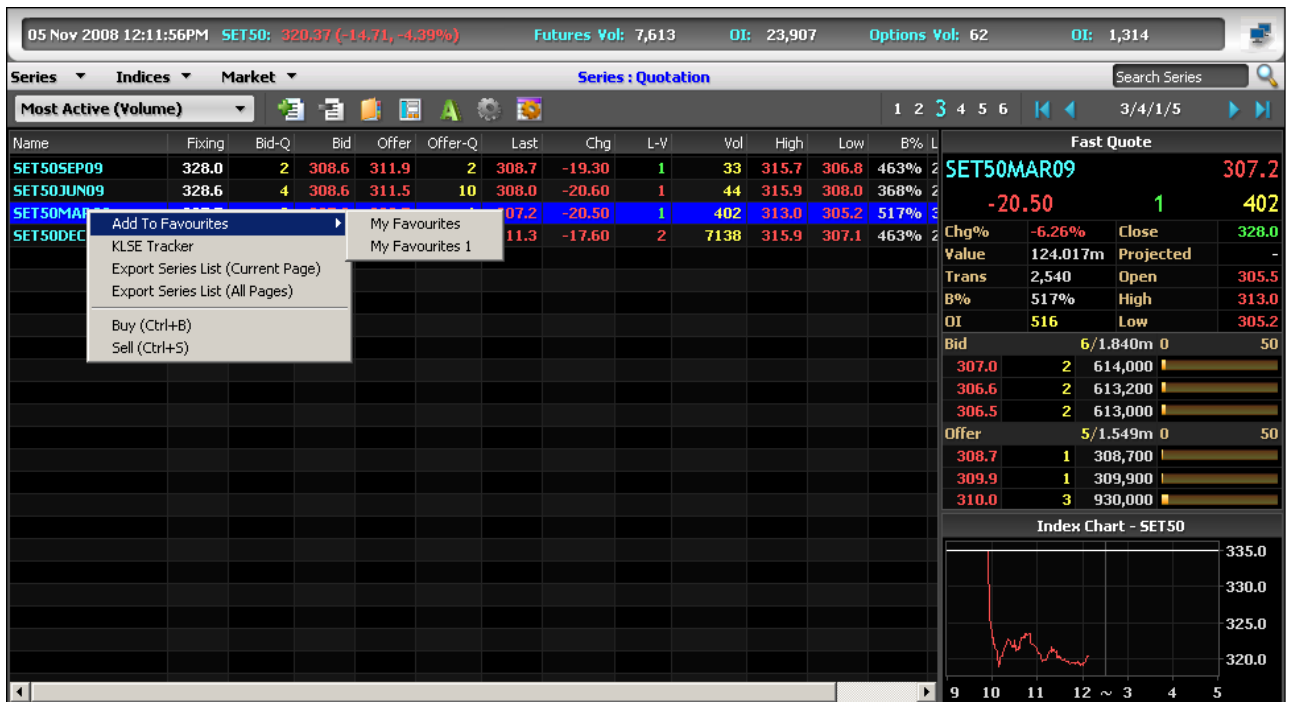 05 Nov 2008 12:11:56PM SET50: 320.37 (-14.71, -4.39%) Futures Vol: 7,613 OI: 23,907 Options Vol: 62 OI: 1,314
Series Indices Market Series : Quotation Search Series
Most Active (Volume) A 1 2 3 4 5 6 3/4/1/5
Name Fixing Bid-Q Bid Offer Offer-Q Last Chg L-V Vol High Low B% L
SET50SEP09 328.0 2 308.6 311.9 2 308.7 -19.30 1 33 315.7 306.8 463% 2
SET50JUN09 328.6 4 308.6 311.5 10 308.0 -20.60 1 44 315.9 308.0 368% 2
SET50MAR 07.2 -20.50 1 402 313.0 305.2 517% 3
SET50DEC 11.3 -17.60 2 7138 315.9 307.1 463% 2
Add To Favourites
KLSE Tracker
Export Series List (Current Page)
Export Series List (All Pages)
Buy (Ctrl+B)
Sell (Ctrl+S)
My Favourites
My Favourites 1
Fast Quote
SET50MAR09 307.2
-20.50 1 402
Chg% -6.26% Close 328.0
Value 124.017m Projected -
Trans 2,540 Open 305.5
B% 517% High 313.0
OI 516 Low 305.2
Bid 6/1.840m 0 50
307.0 2 614,000
306.6 2 613,200
306.5 2 613,000
Offer 5/1.549m 0 50
308.7 1 308,700
309.9 1 309,900
310.0 3 930,000
Index Chart - SET50
335.0
330.0
325.0
320.0
9 10 11 12 ~ 3 4 5